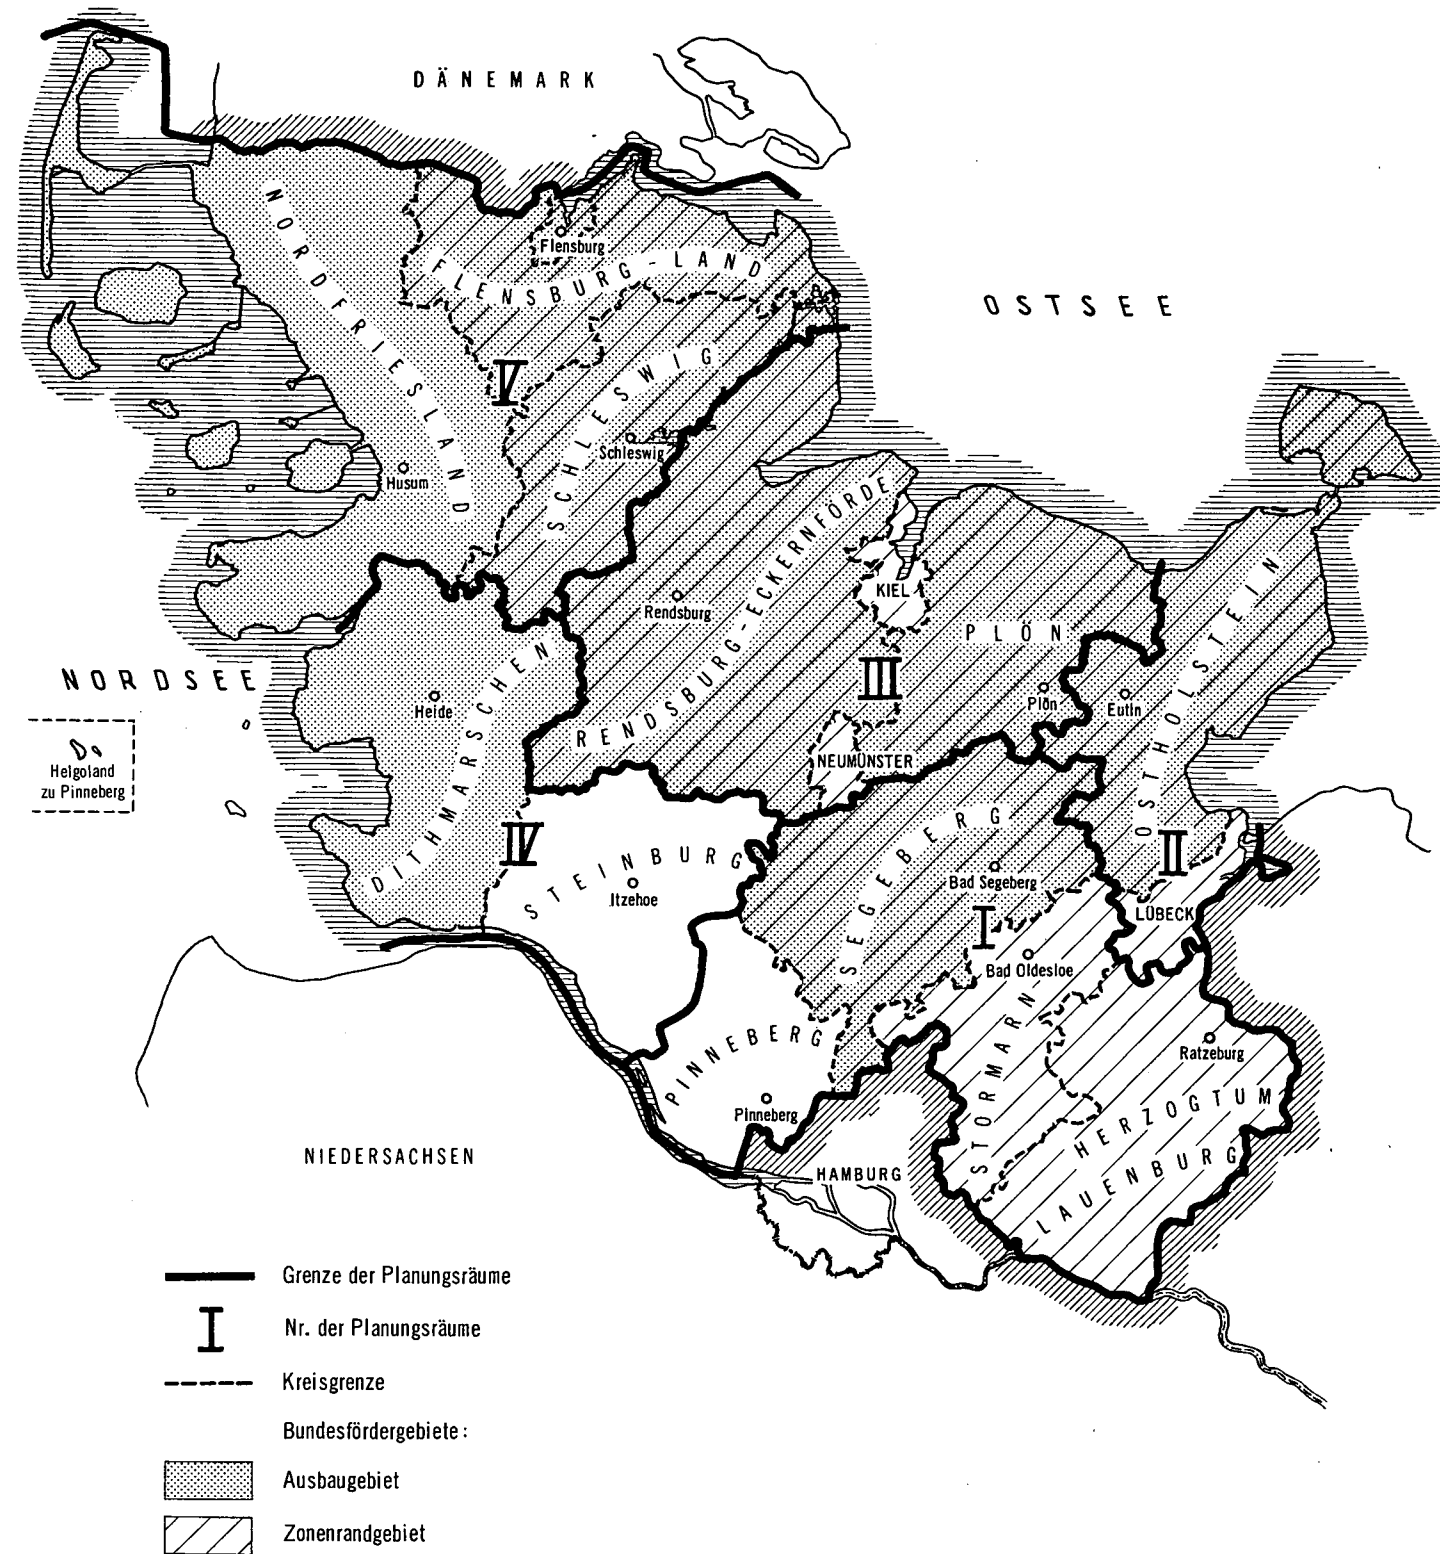 DÄNEMARK
NORDFRIESLAND
Flensburg
FLENSBURG-LAND
OSTSEE
V
SCHLESWIG
Schleswig
Husum
RENDSBURG-ECKERNFÖRDE
KIEL
Rendsburg
PLÖN
OSTHOLSTEIN
III
NORDSEE
Heide
Plön
Eutin
DITHMARSCHEN
Helgoland
zu Pinneberg
NEUMÜNSTER
IV
STEINBURG
Itzehoe
SEGEBERG
Bad Segeberg
II
LÜBECK
I
Bad Oldesloe
STORMARN
PINNEBERG
Pinneberg
Ratzeburg
HERZOGTUM
LAUENBURG
NIEDERSACHSEN
HAMBURG
Grenze der Planungsräume
I
Nr. der Planungsräume
Kreisgrenze
Bundesfördergebiete:
Ausbaugebiet
Zonenrandgebiet